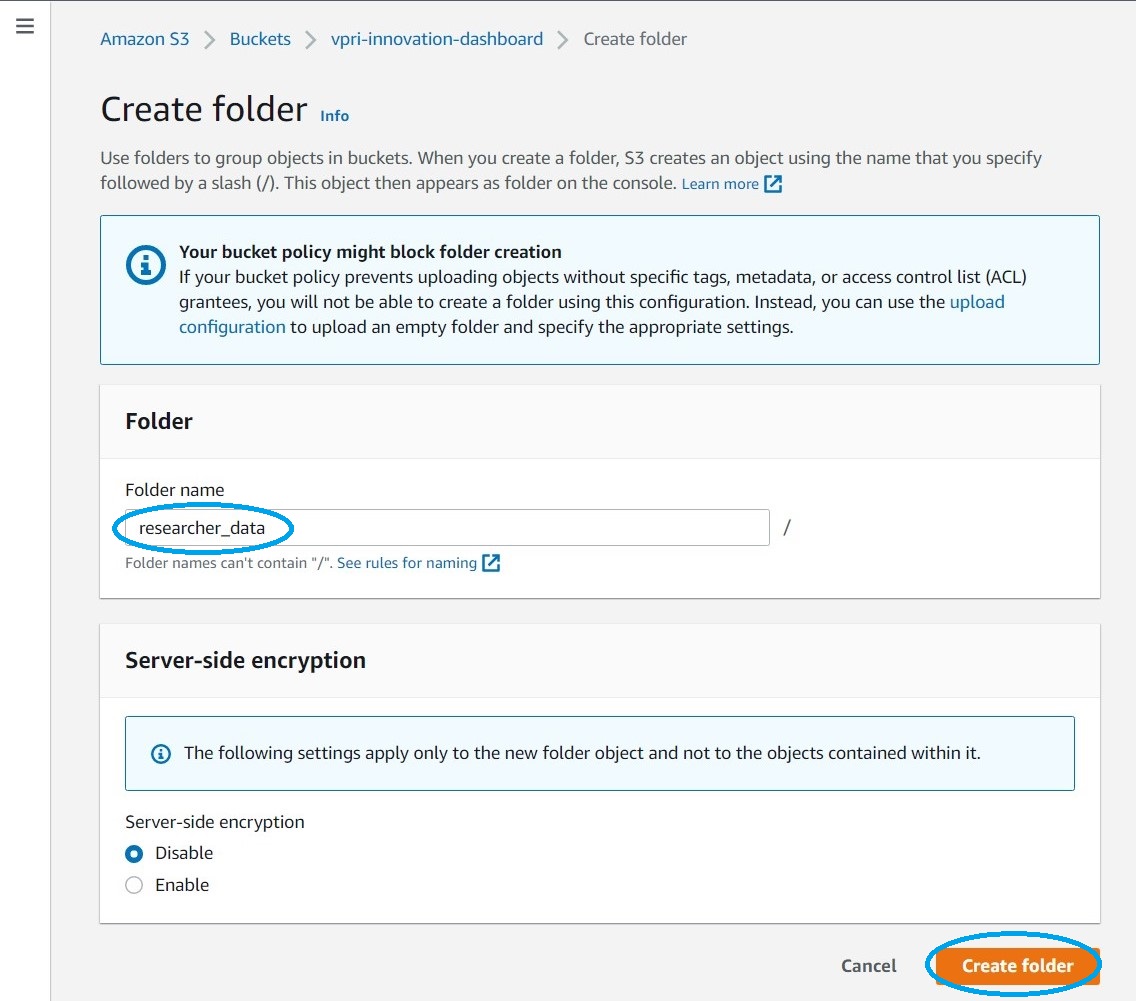 Amazon S3 > Buckets > vpri-innovation-dashboard > Create folder
Create folder Info
Use folders to group objects in buckets. When you create a folder, S3 creates an object using the name that you specify
followed by a slash (/). This object then appears as folder on the console. Learn more
Your bucket policy might block folder creation
If your bucket policy prevents uploading objects without specific tags, metadata, or access control list (ACL)
grantees, you will not be able to create a folder using this configuration. Instead, you can use the upload
configuration to upload an empty folder and specify the appropriate settings.
Folder
Folder name
researcher_data /
Folder names can't contain "/". See rules for naming
Server-side encryption
The following settings apply only to the new folder object and not to the objects contained within it.
Server-side encryption
Disable
Enable
Cancel Create folder